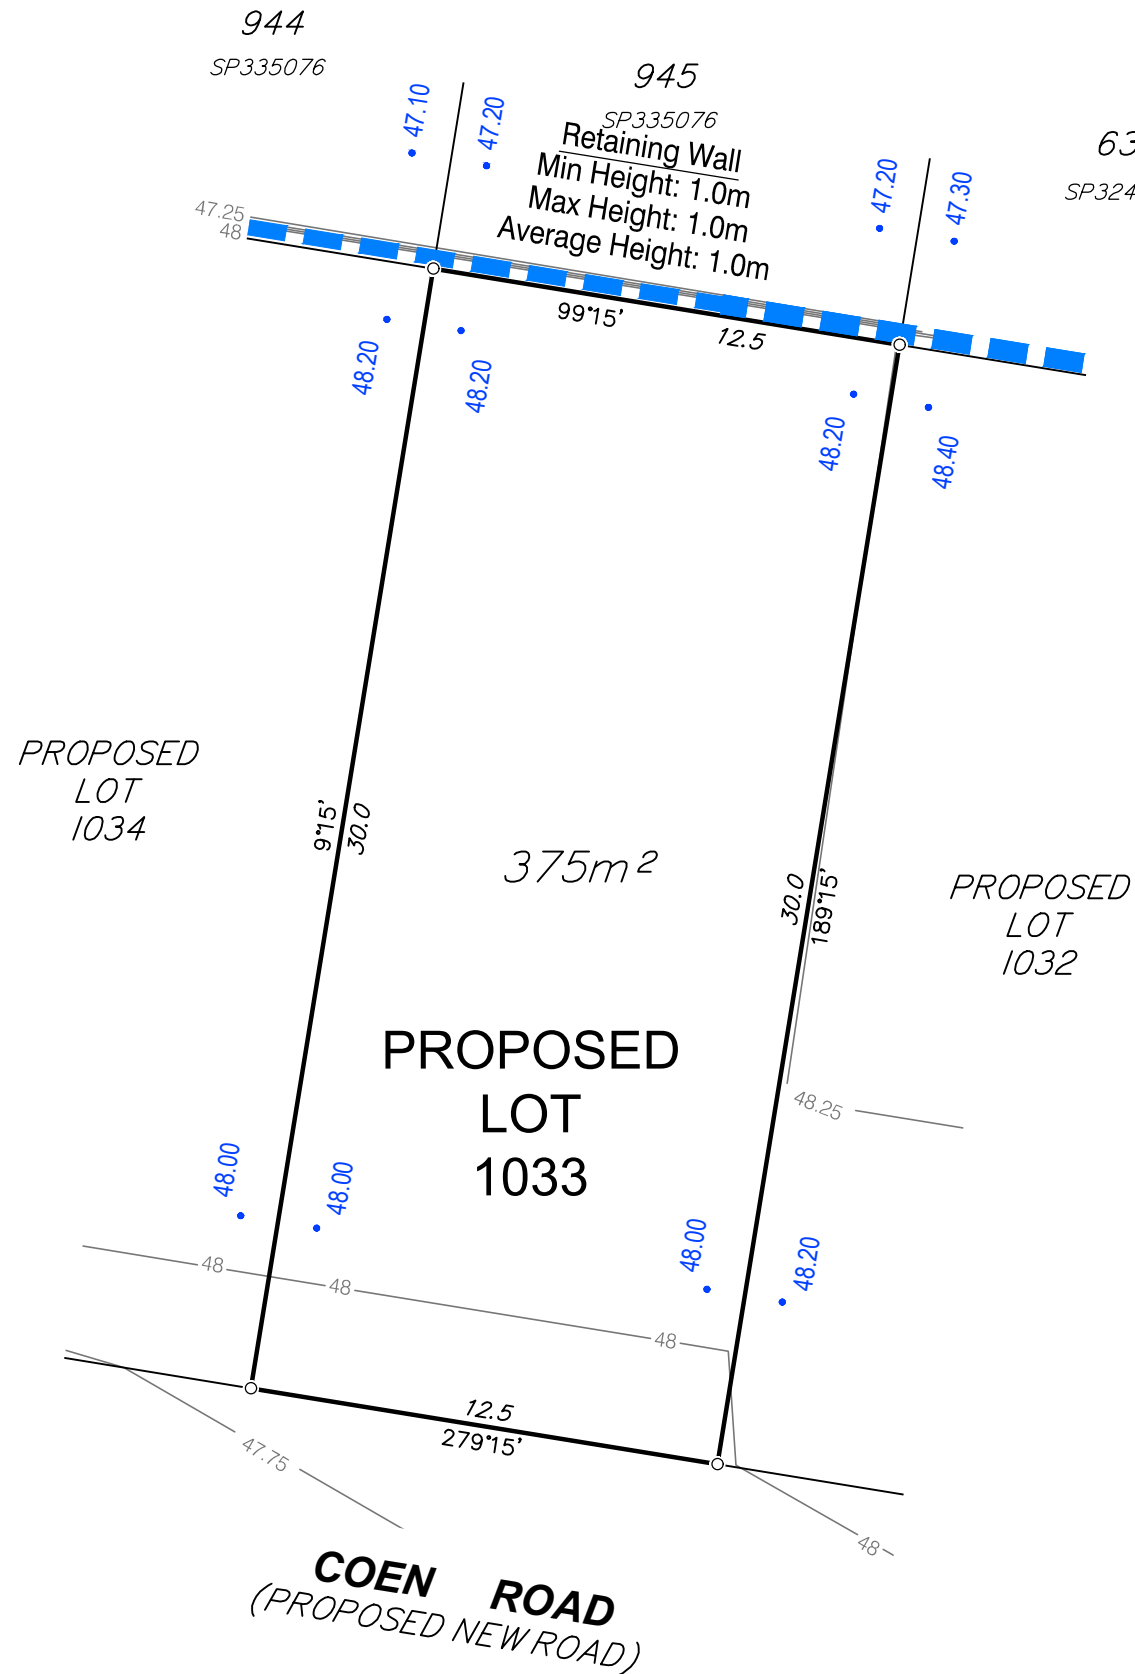 944
SP335076
945
SP335076
63
SP324
47.10
47.20
Retaining Wall
Min Height: 1.0m
Max Height: 1.0m
Average Height: 1.0m
47.20
47.30
47.25
48
99°15'
12.5
48.20
48.20
48.20
48.40
PROPOSED
LOT
1034
9°15'
30.0
375m²
30.0
189°15'
PROPOSED
LOT
1032
PROPOSED
LOT
1033
48.25
48.00
48.00
48.00
48.20
48
48
48
12.5
279°15'
47.75
48
COEN ROAD
(PROPOSED NEW ROAD)